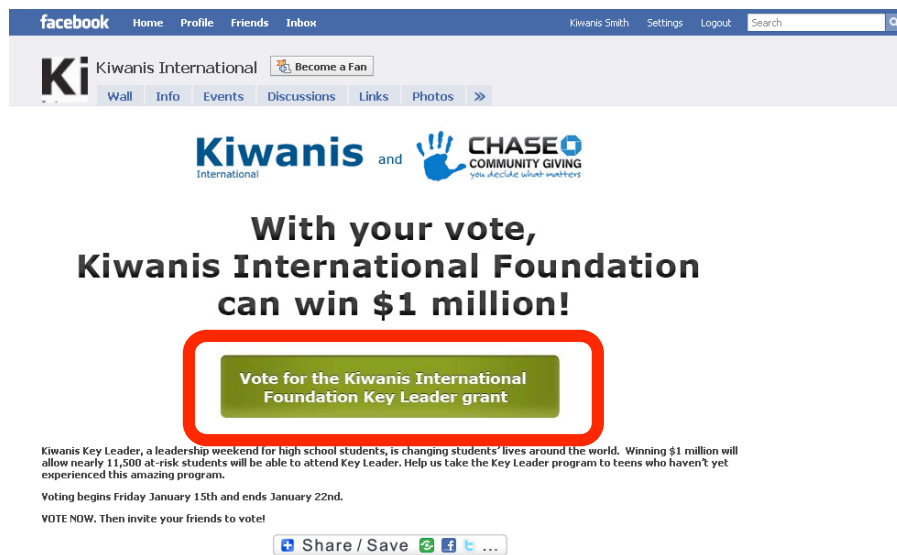 facebook Home Profile Friends Inbox Kiwanis Smith Settings Logout Search
Ki Kiwanis International Become a Fan
Wall Info Events Discussions Links Photos »
Kiwanis International and CHASE COMMUNITY GIVING you decide what matters
With your vote,
Kiwanis International Foundation
can win $1 million!
Vote for the Kiwanis International
Foundation Key Leader grant
Kiwanis Key Leader, a leadership weekend for high school students, is changing students' lives around the world. Winning $1 million will
allow nearly 11,500 at-risk students will be able to attend Key Leader. Help us take the Key Leader program to teens who haven't yet
experienced this amazing program.
Voting begins Friday January 15th and ends January 22nd.
VOTE NOW. Then invite your friends to vote!
Share / Save ...